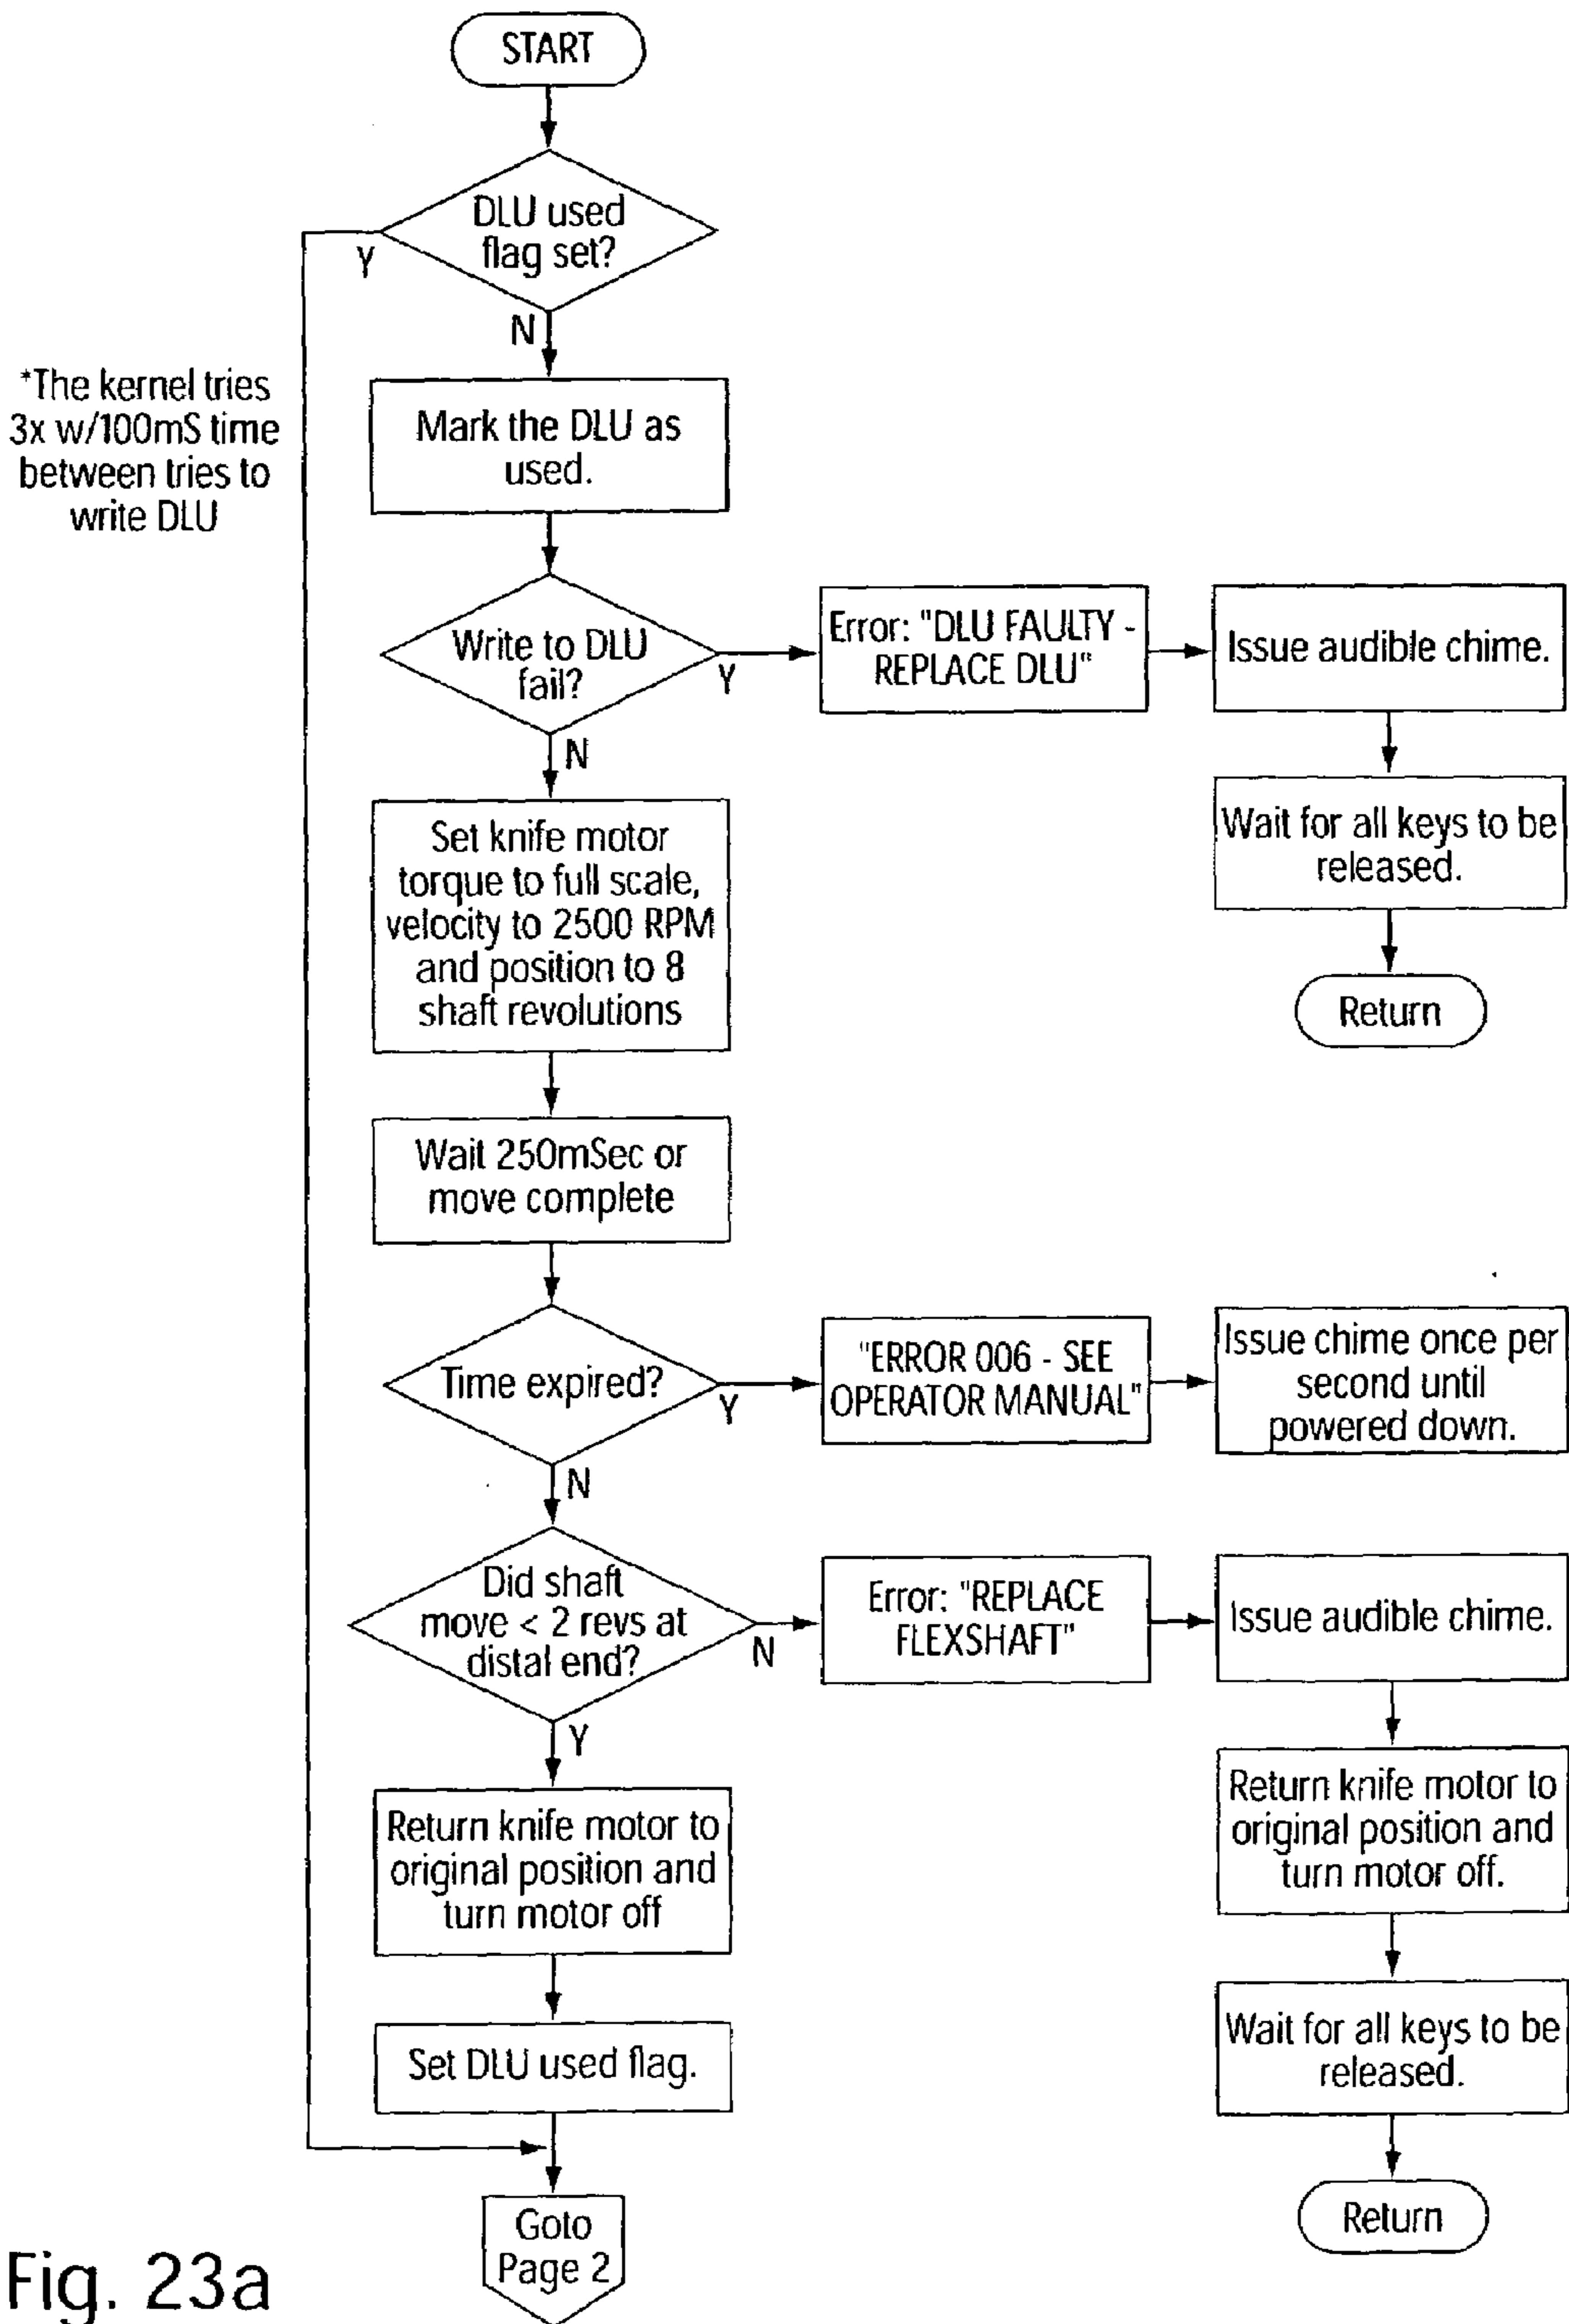 START
DLU used
flag set?
Y
N
*The kernel tries
3x w/100mS time
between tries to
write DLU
Mark the DLU as
used.
Write to DLU
fail?
Y
N
Error: "DLU FAULTY -
REPLACE DLU"
Issue audible chime.
Wait for all keys to be
released.
Return
Set knife motor
torque to full scale,
velocity to 2500 RPM
and position to 8
shaft revolutions
Wait 250mSec or
move complete
Time expired?
Y
N
"ERROR 006 - SEE
OPERATOR MANUAL"
Issue chime once per
second until
powered down.
Did shaft
move < 2 revs at
distal end?
N
Y
Error: "REPLACE
FLEXSHAFT"
Issue audible chime.
Return knife motor to
original position and
turn motor off.
Wait for all keys to be
released.
Return
Return knife motor to
original position and
turn motor off
Set DLU used flag.
Goto
Page 2
Fig. 23a